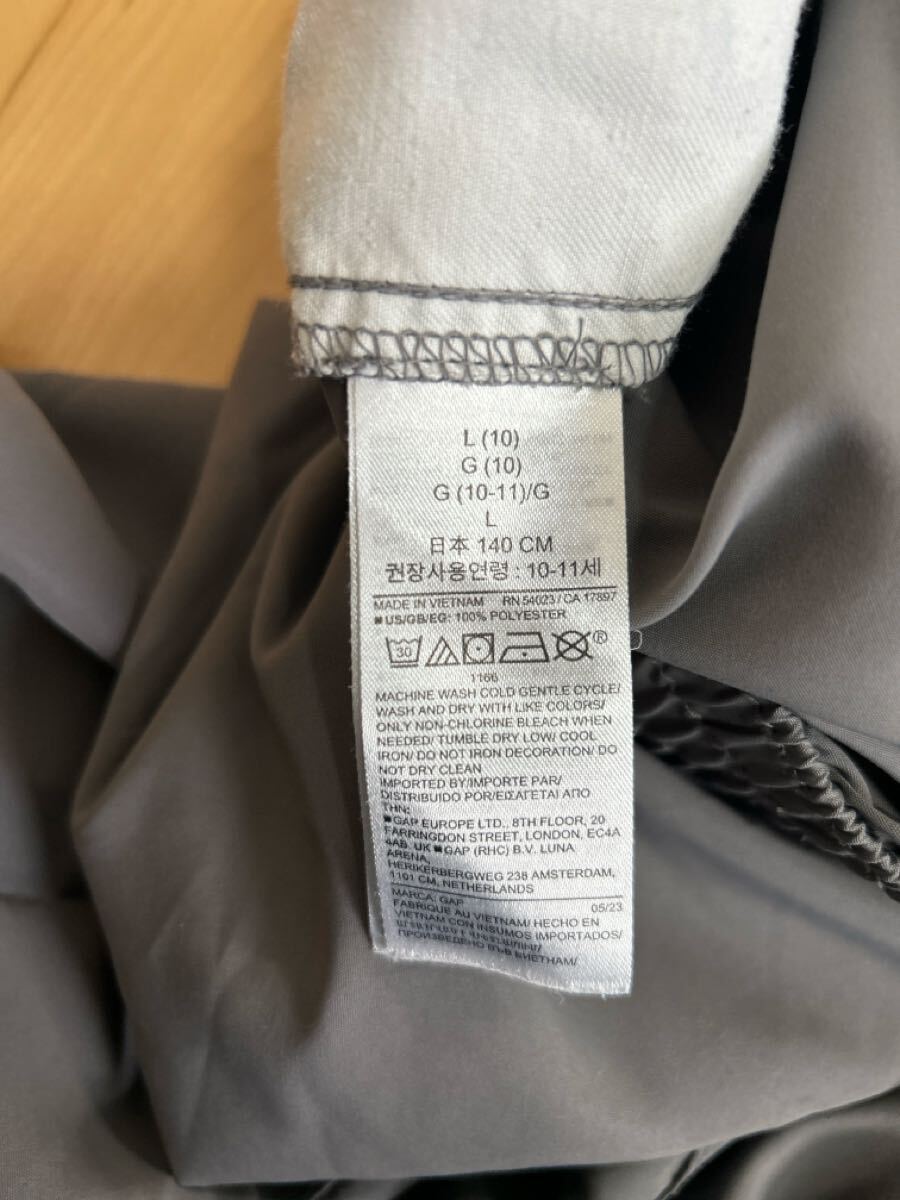 L (10)
G (10)
G (10-11)/G
L
日本 140 CM
권장사용연령 : 10-11세
MADE IN VIETNAM RN 54023 / CA 17897
■ US/GB/EG: 100% POLYESTER
30
®
1166
MACHINE WASH COLD GENTLE CYCLE/
WASH AND DRY WITH LIKE COLORS/
ONLY NON-CHLORINE BLEACH WHEN
NEEDED/ TUMBLE DRY LOW/ COOL
IRON/ DO NOT IRON DECORATION/ DO
NOT DRY CLEAN
IMPORTED BY/IMPORTE PAR/
DISTRIBUIDO POR/ΕΙΣΑΓΕΤΑΙ ΑΠΟ
ΤΗΝ:
■GAP EUROPE LTD., 8TH FLOOR, 20
FARRINGDON STREET, LONDON, EC4A
4AB. UK ■GAP (RHC) B.V. LUNA
ARENA,
HERIKERBERGWEG 238 AMSTERDAM,
1101 CM, NETHERLANDS
MARCA: GAP 05/23
FABRIQUE AU VIETNAM/ HECHO EN
VIETNAM CON INSUMOS IMPORTADOS/
ПРОИЗВЕДЕНО ВЪВ ВИЕТНАМ/